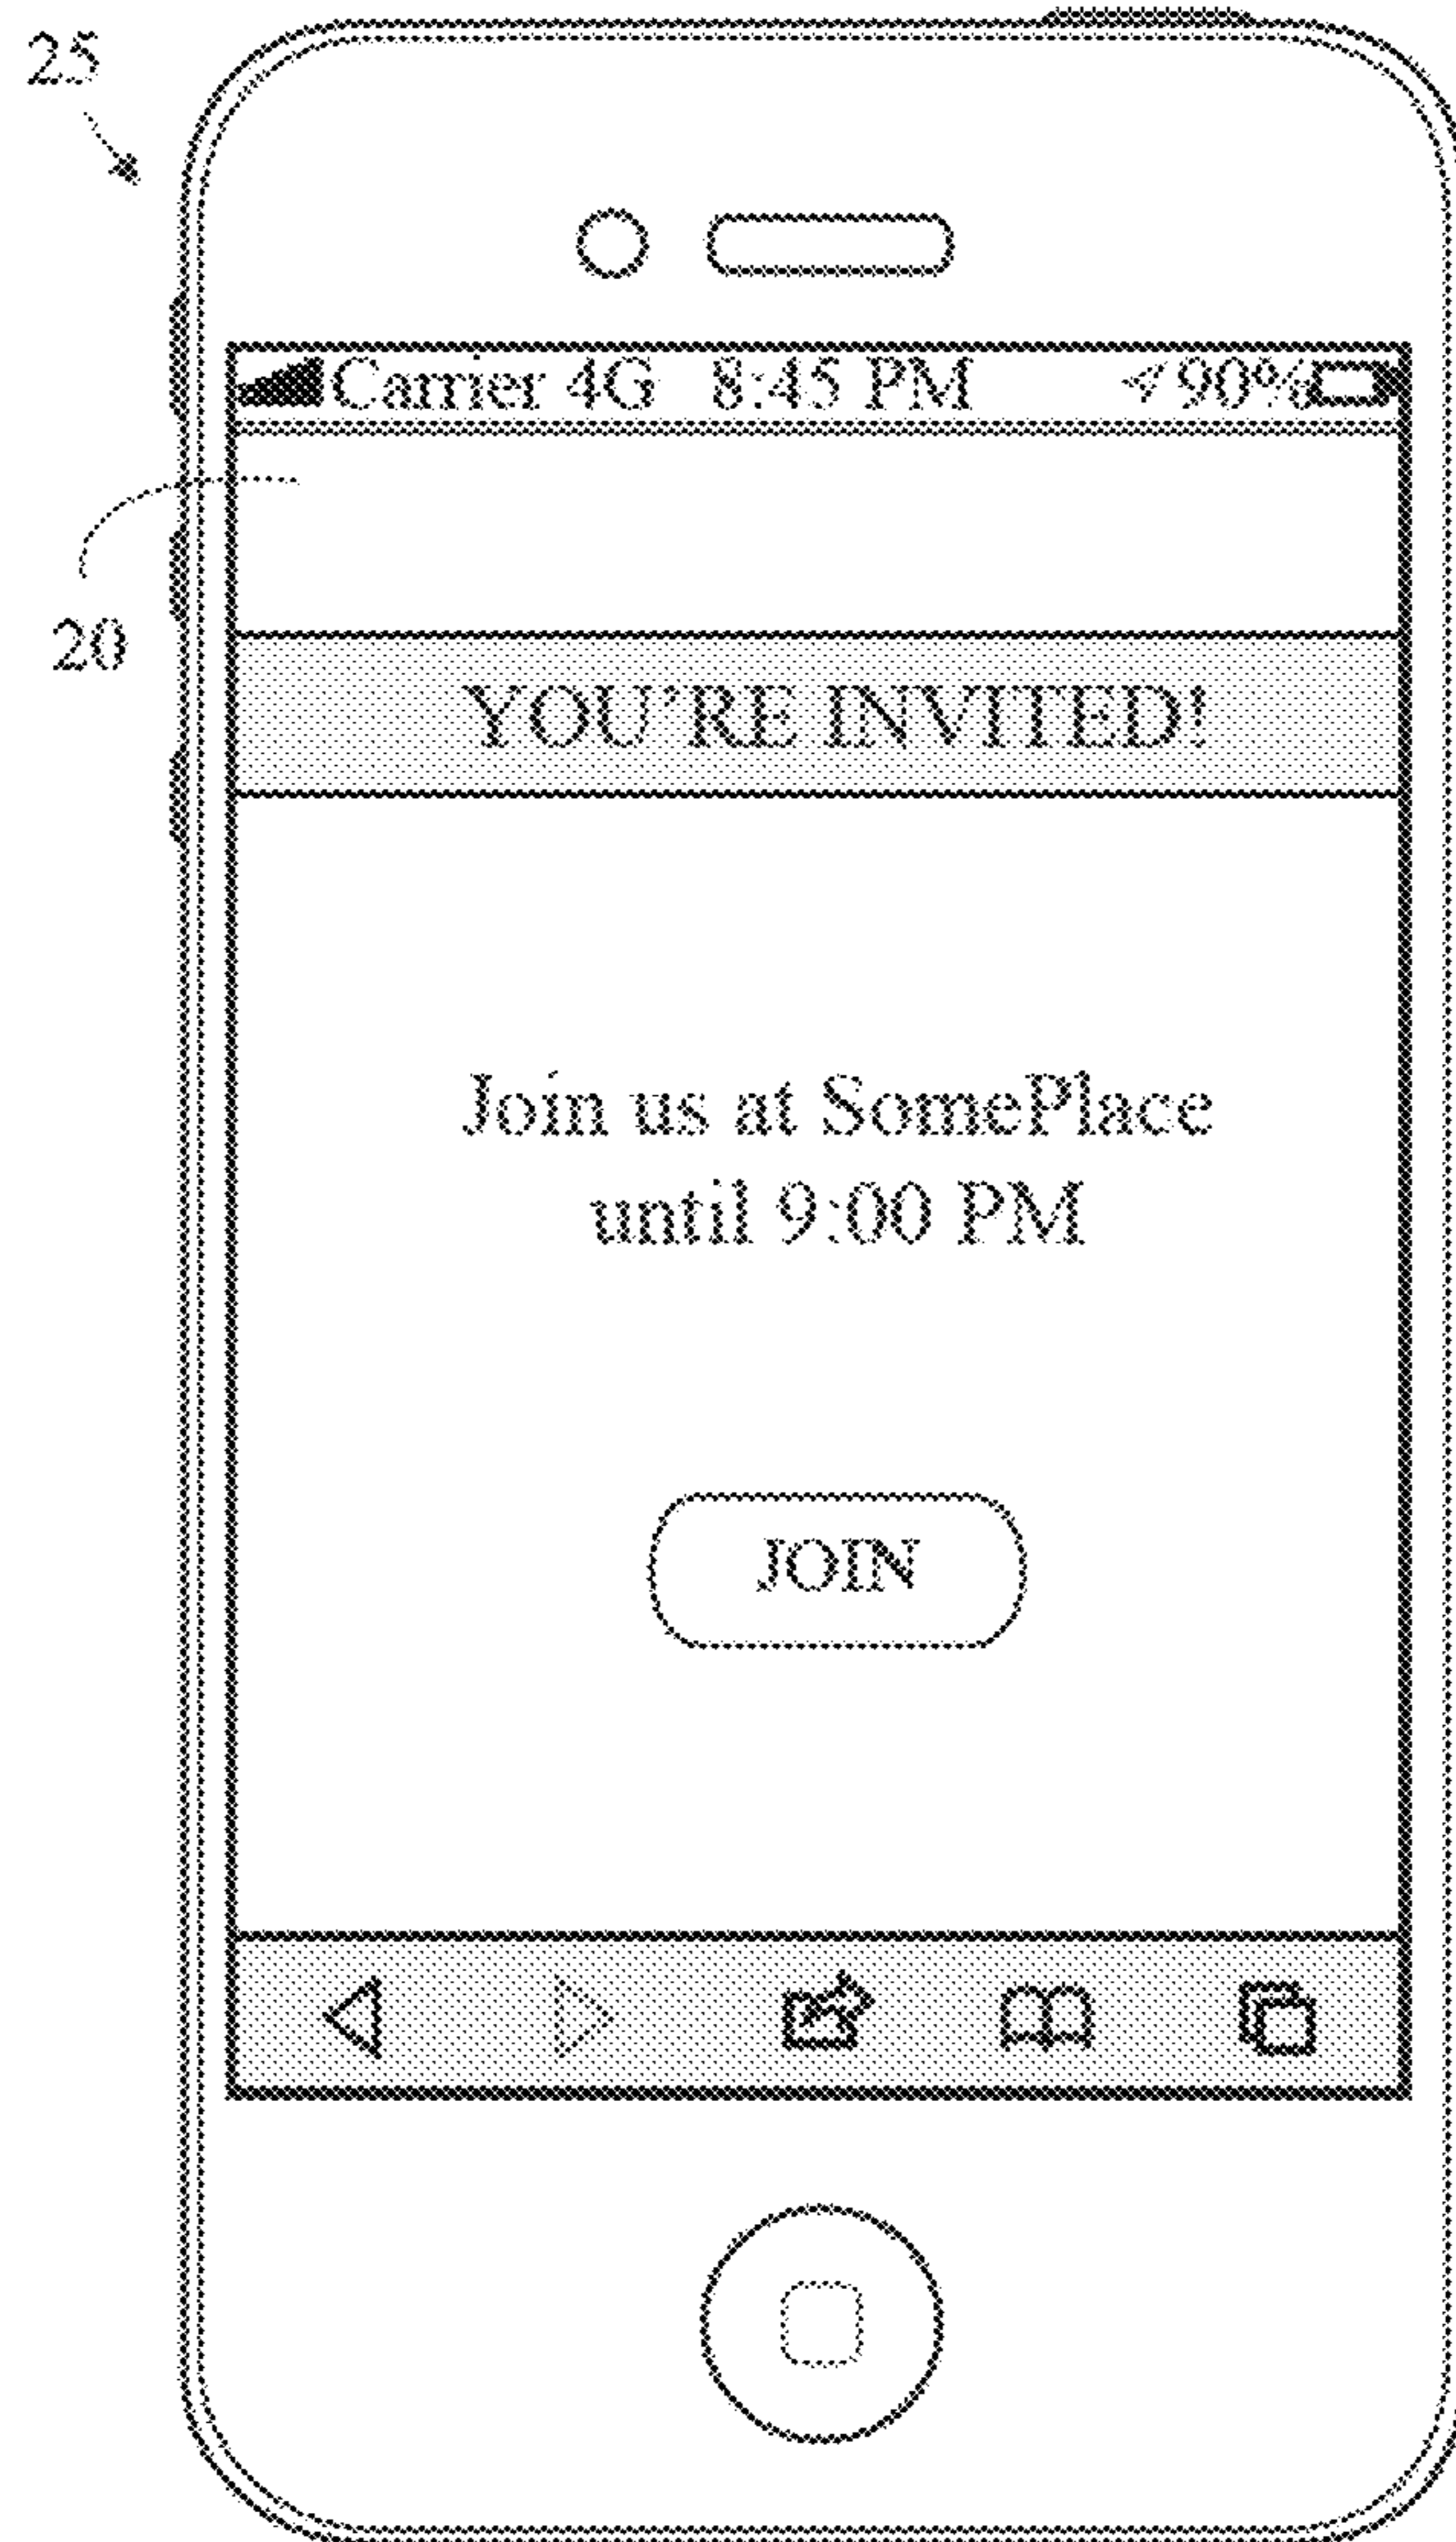 25
Carrier 4G 8:45 PM 90%
20
YOU'RE INVITED!
Join us at SomePlace
until 9:00 PM
JOIN